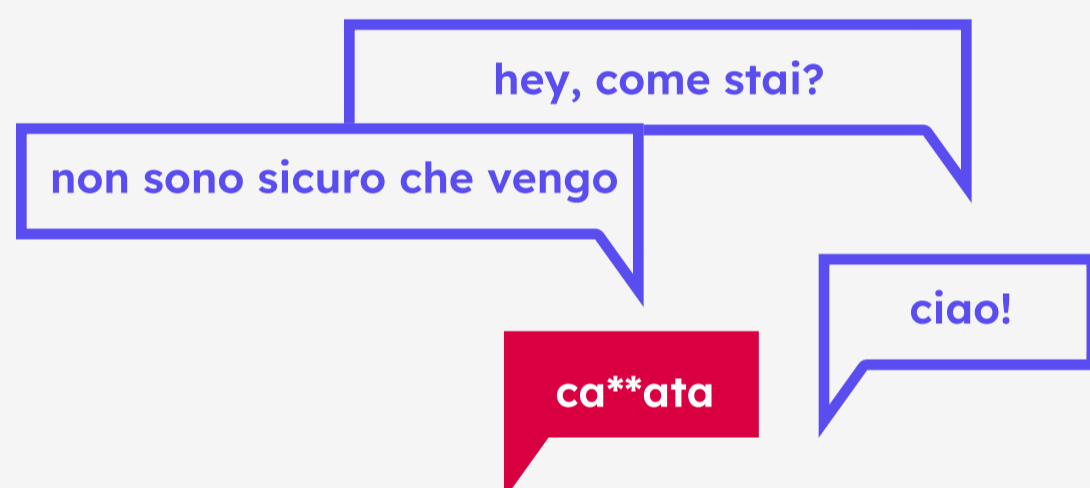 hey, come stai?
non sono sicuro che vengo
ciao!
ca**ata